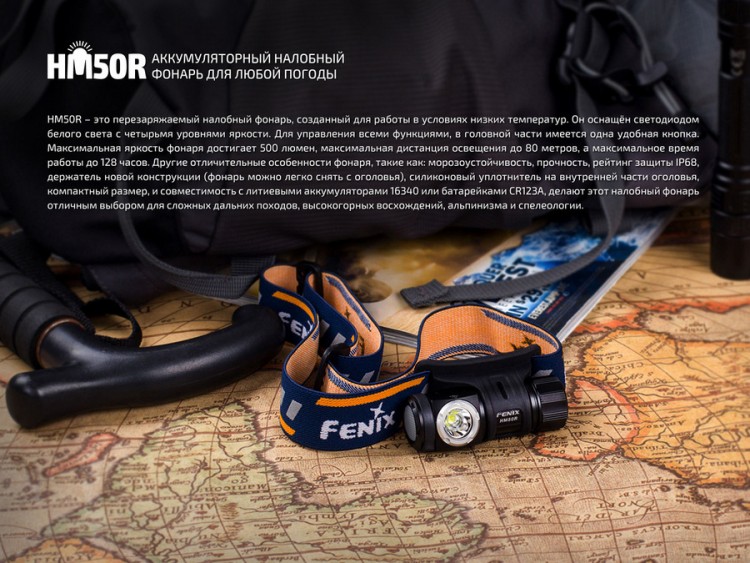 HM50R
АККУМУЛЯТОРНЫЙ НАЛОБНЫЙ
ФОНАРЬ ДЛЯ ЛЮБОЙ ПОГОДЫ
HM50R – это перезаряжаемый налобный фонарь, созданный для работы в условиях низких температур. Он оснащён светодиодом
белого света с четырьмя уровнями яркости. Для управления всеми функциями, в головной части имеется одна удобная кнопка.
Максимальная яркость фонаря достигает 500 люмен, максимальная дистанция освещения до 80 метров, а максимальное время
работы до 128 часов. Другие отличительные особенности фонаря, такие как: морозоустойчивость, прочность, рейтинг защиты IP68,
держатель новой конструкции (фонарь можно легко снять с оголовья), силиконовый уплотнитель на внутренней части оголовья,
компактный размер, и совместимость с литиевыми аккумуляторами 16340 или батарейками CR123A, делают этот налобный фонарь
отличным выбором для сложных дальних походов, высокогорных восхождений, альпинизма и спелеологии.
FENIX
FENIX
HM50R